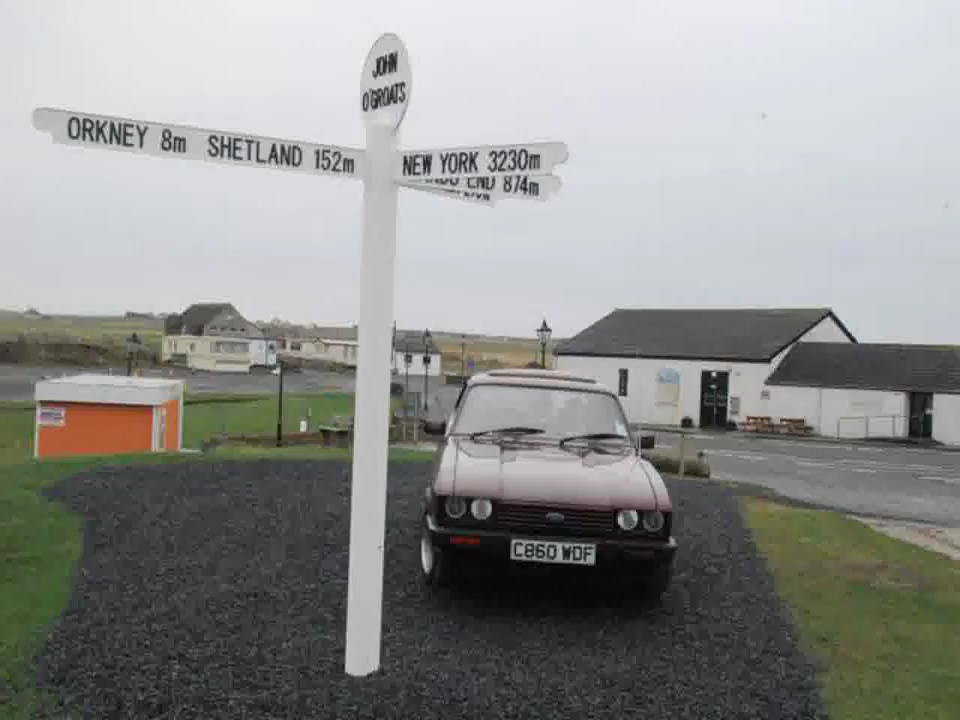 JOHN
O'GROATS
ORKNEY 8m SHETLAND 152m
NEW YORK 3230m
END 874m
C860 WDF